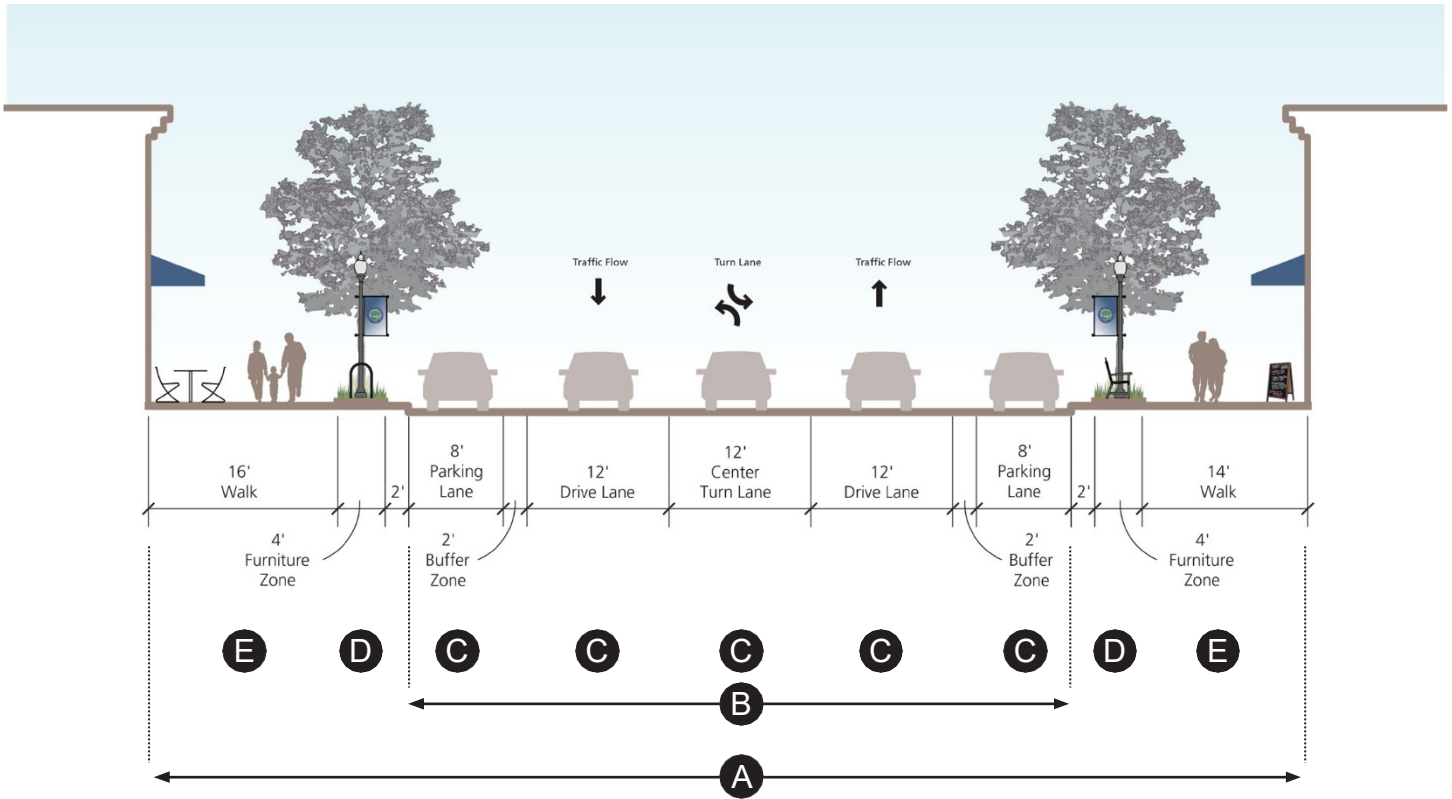 Traffic Flow
Turn Lane
Traffic Flow
16'
Walk
2'
8'
Parking
Lane
12'
Drive Lane
12'
Center
Turn Lane
12'
Drive Lane
8'
Parking
Lane
2'
14'
Walk
4'
Furniture
Zone
2'
Buffer
Zone
2'
Buffer
Zone
4'
Furniture
Zone
E
D
C
C
C
C
C
D
E
B
A